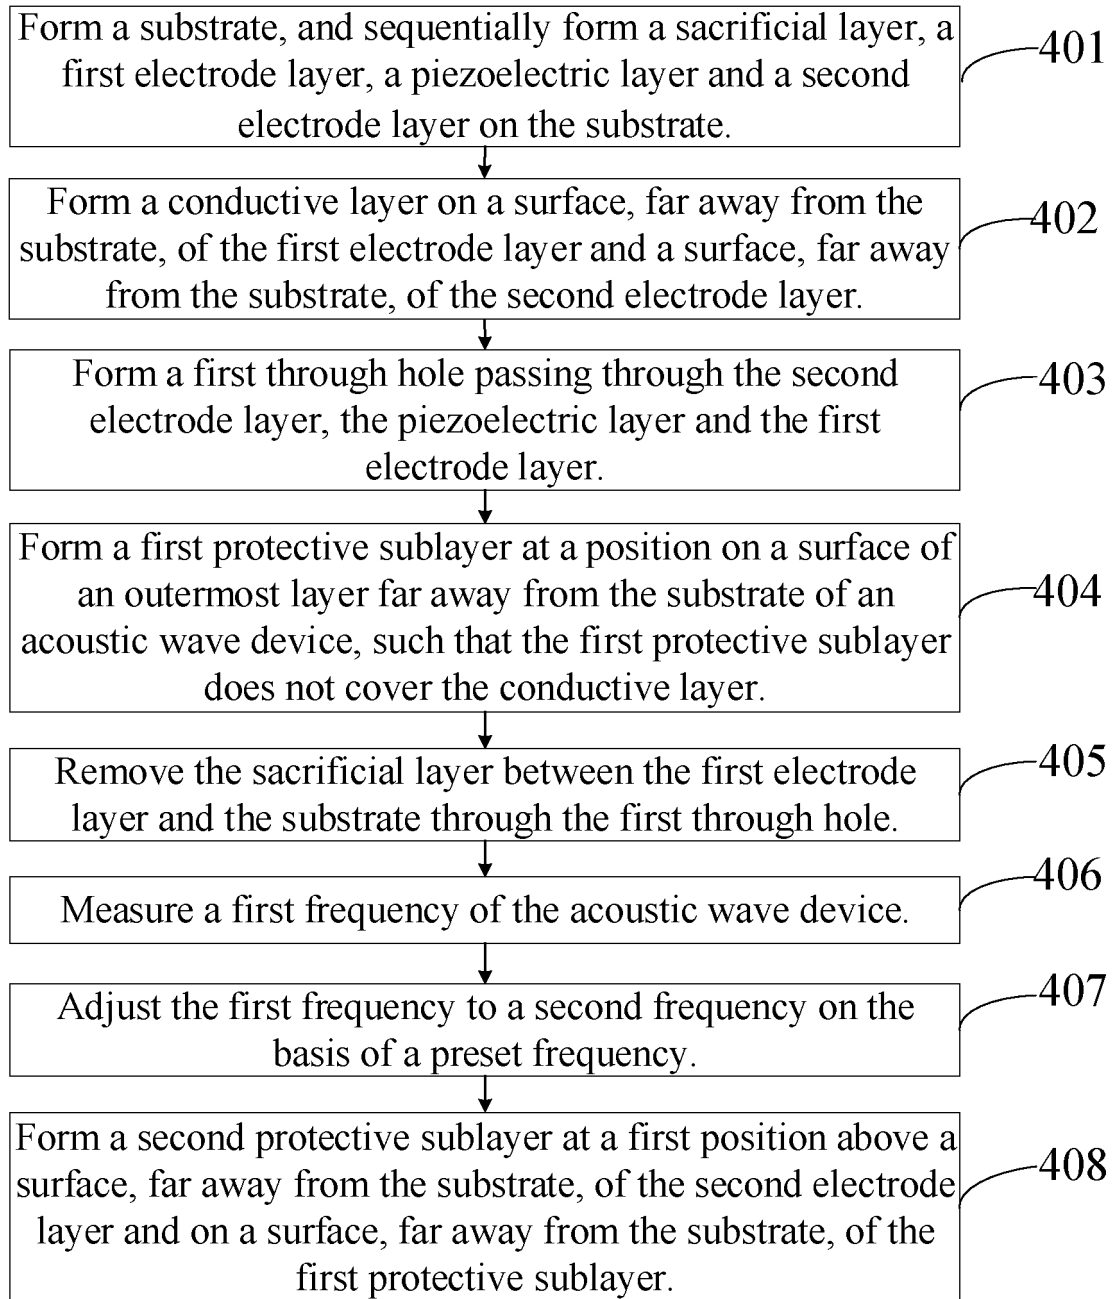 Form a substrate, and sequentially form a sacrificial layer, a
first electrode layer, a piezoelectric layer and a second
electrode layer on the substrate.
401
Form a conductive layer on a surface, far away from the
substrate, of the first electrode layer and a surface, far away
from the substrate, of the second electrode layer.
402
Form a first through hole passing through the second
electrode layer, the piezoelectric layer and the first
electrode layer.
403
Form a first protective sublayer at a position on a surface of
an outermost layer far away from the substrate of an
acoustic wave device, such that the first protective sublayer
does not cover the conductive layer.
404
Remove the sacrificial layer between the first electrode
layer and the substrate through the first through hole.
405
Measure a first frequency of the acoustic wave device.
406
Adjust the first frequency to a second frequency on the
basis of a preset frequency.
407
Form a second protective sublayer at a first position above a
surface, far away from the substrate, of the second electrode
layer and on a surface, far away from the substrate, of the
first protective sublayer.
408